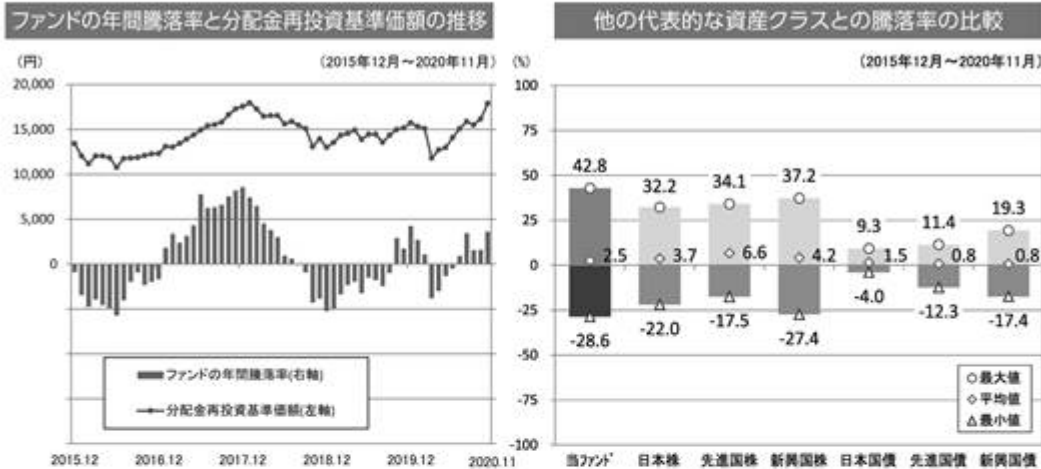 ファンドの年間騰落率と分配金再投資基準価額の推移
(円)
(2015年12月～2020年11月)
20,000
15,000
10,000
5,000
0
ファンドの年間騰落率(右軸)
分配金再投資基準価額(左軸)
2015.12 2016.12 2017.12 2018.12 2019.12 2020.11
他の代表的な資産クラスとの騰落率の比較
(%)
(2015年12月～2020年11月)
100
75
50
25
0
-25
-50
-75
-100
42.8 32.2 34.1 37.2 9.3 11.4 19.3
2.5 3.7 6.6 4.2 1.5 0.8 0.8
-28.6 -22.0 -17.5 -27.4 -4.0 -12.3 -17.4
最大値
平均値
最小値
当ファンド 日本株 先進国株 新興国株 日本国債 先進国債 新興国債